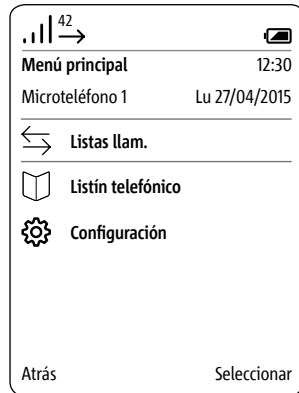 42
Menú principal 12:30
Microteléfono 1 Lu 27/04/2015
Listas llam.
Listín telefónico
Configuración
Atrás Seleccionar